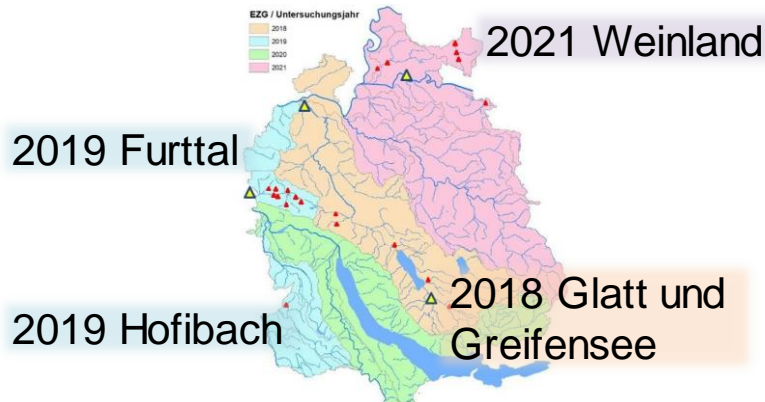 EZG / Untersuchungsjahr
2018
2019
2020
2021
2021 Weinland
2019 Furttal
2018 Glatt und
Greifensee
2019 Hofibach